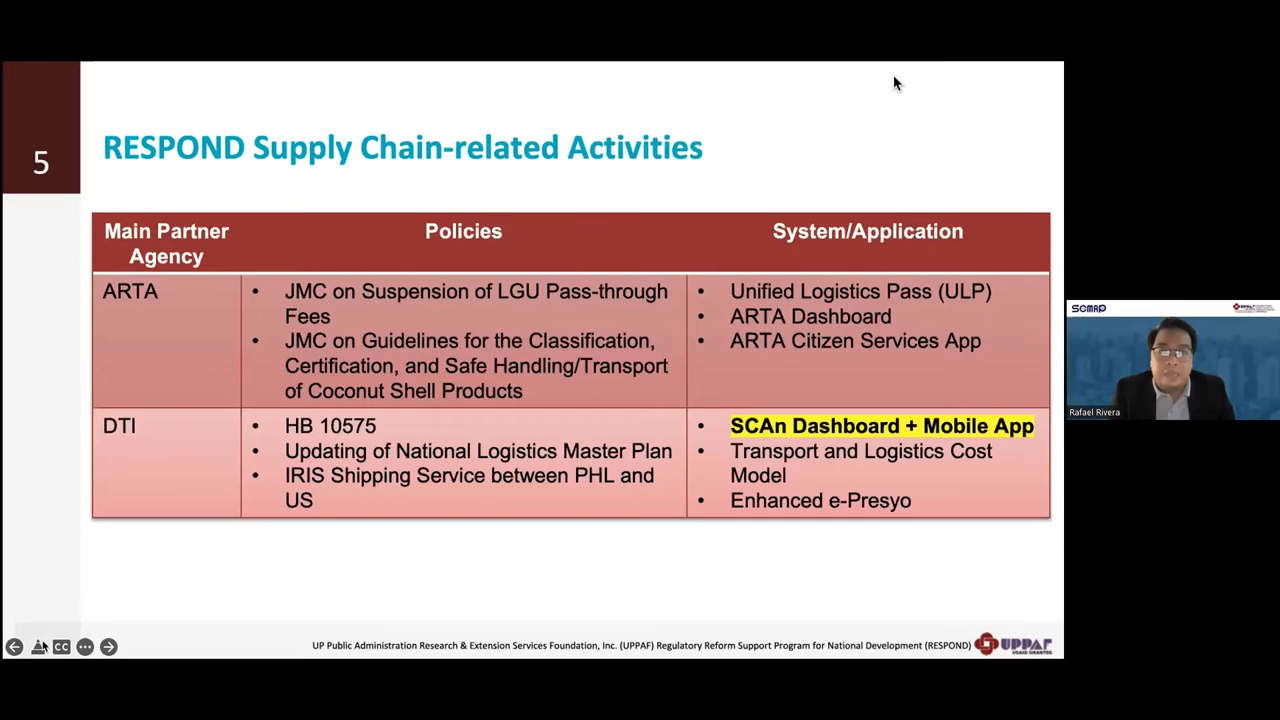 5
RESPOND Supply Chain-related Activities
Main Partner
Agency
Policies
System/Application
ARTA
• JMC on Suspension of LGU Pass-through
Fees
• JMC on Guidelines for the Classification,
Certification, and Safe Handling/Transport
of Coconut Shell Products
• Unified Logistics Pass (ULP)
• ARTA Dashboard
• ARTA Citizen Services App
DTI
• HB 10575
• Updating of National Logistics Master Plan
• IRIS Shipping Service between PHL and
US
• SCAn Dashboard + Mobile App
• Transport and Logistics Cost
Model
• Enhanced e-Presyo
SCMAP
Rafael Rivera
CC
UP Public Administration Research & Extension Services Foundation, Inc. (UPPAF) Regulatory Reform Support Program for National Development (RESPOND)
UPPAF
USAID GRANTEE